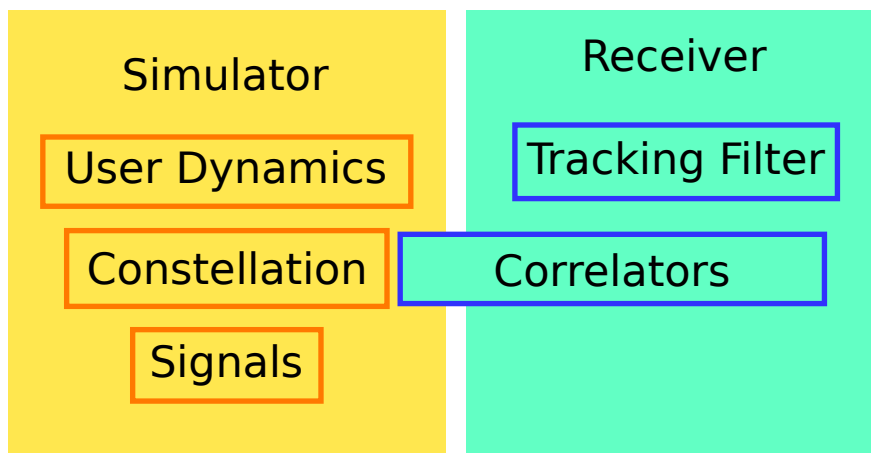 Simulator
User Dynamics
Constellation
Signals
Receiver
Tracking Filter
Correlators